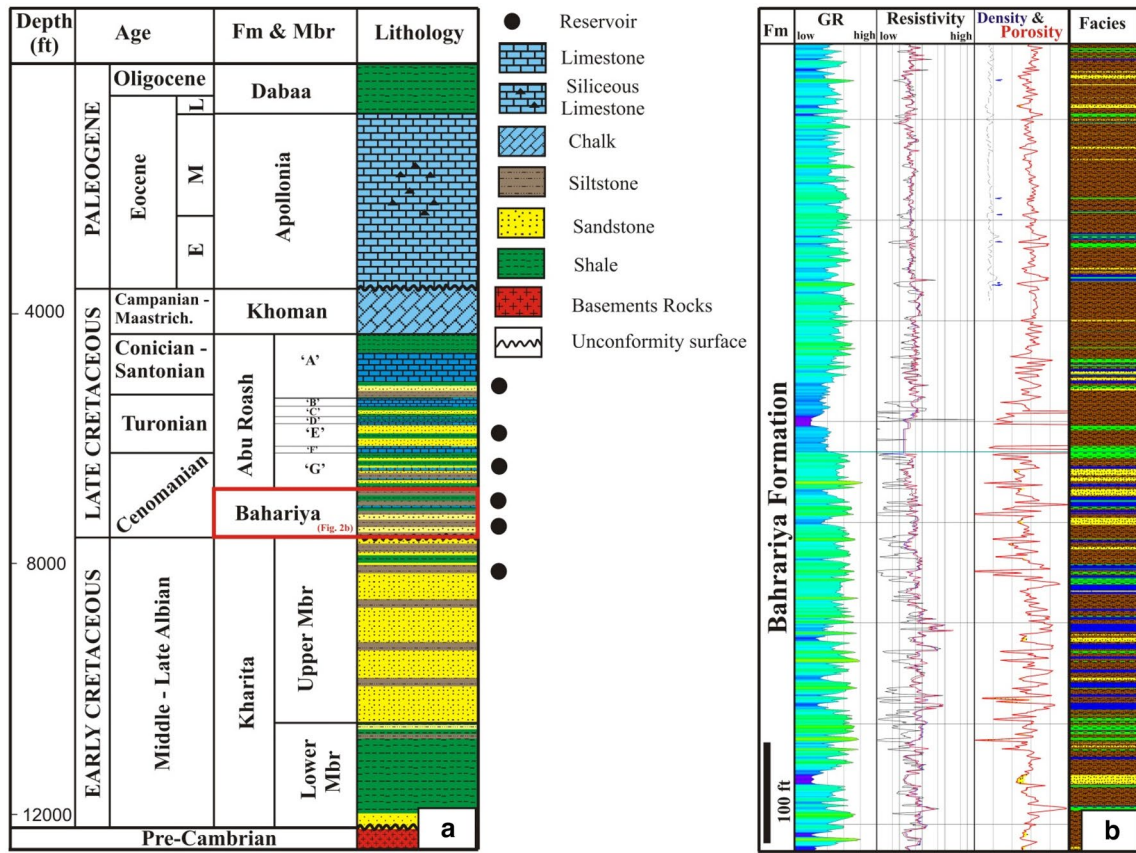 Depth
(ft)
Age
Fm & Mbr
Lithology
4000
8000
12000
PALEOGENE
LATE CRETACEOUS
EARLY CRETACEOUS
Oligocene
Eocene
L
M
E
Campanian -
Maastrich.
Conician -
Santonian
Turonian
Cenomanian
Middle - Late Albian
Pre-Cambrian
Dabaa
Apollonia
Khoman
Abu Roash
‘A’
‘B’
‘C’
‘D’
‘E’
‘F’
‘G’
Bahariya
(Fig. 2b)
Kharita
Upper Mbr
Lower
Mbr
a
Reservoir
Limestone
Siliceous
Limestone
Chalk
Siltstone
Sandstone
Shale
Basements Rocks
Unconformity surface
Fm
GR
low high
Resistivity
low high
Density &
Porosity
Facies
Bahrariya Formation
100 ft
b